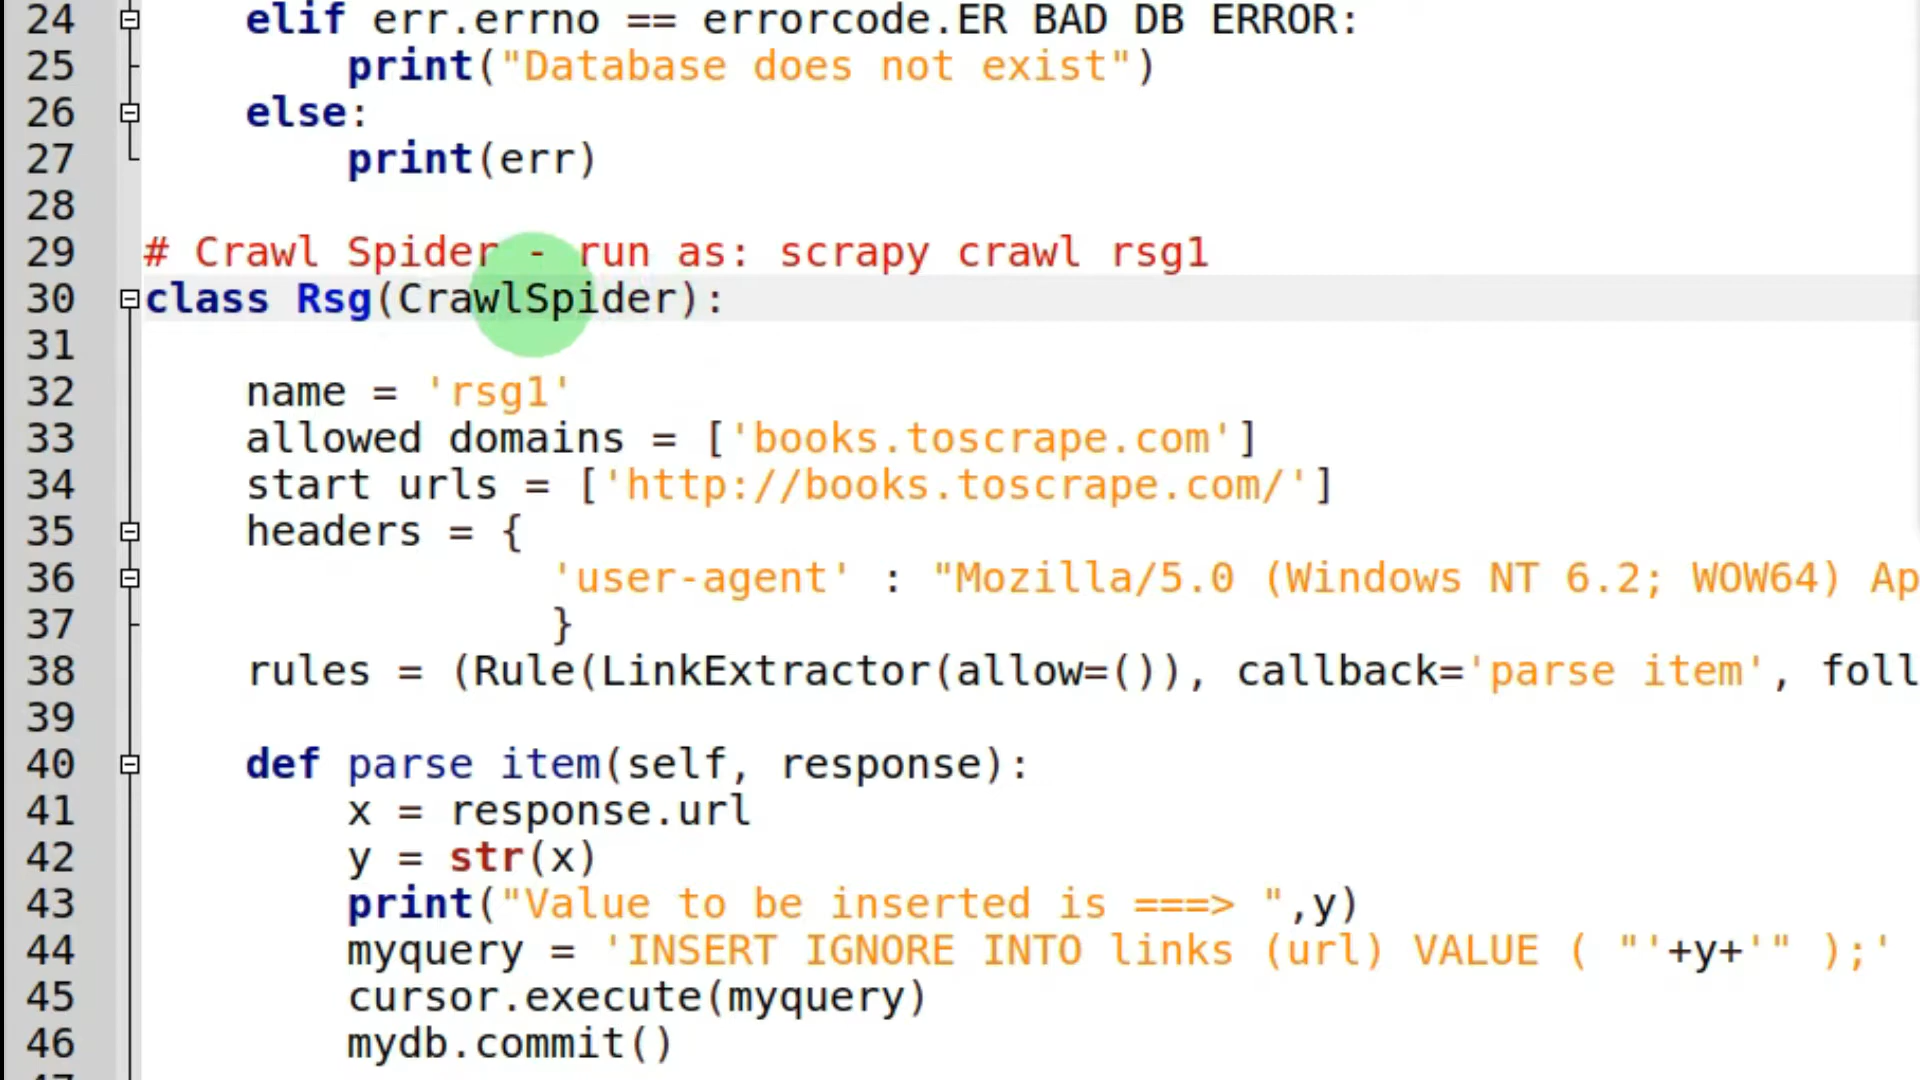 24 elif err.errno == errorcode.ER BAD DB ERROR:
25 print("Database does not exist")
26 else:
27 print(err)
28
29 # Crawl Spider - run as: scrapy crawl rsg1
30 class Rsg(CrawlSpider):
31
32 name = 'rsg1'
33 allowed domains = ['books.toscrape.com']
34 start urls = ['http://books.toscrape.com/']
35 headers = {
36 'user-agent' : "Mozilla/5.0 (Windows NT 6.2; WOW64) Ap
37 }
38 rules = (Rule(LinkExtractor(allow=()), callback='parse item', foll
39
40 def parse item(self, response):
41 x = response.url
42 y = str(x)
43 print("Value to be inserted is ===> ",y)
44 myquery = 'INSERT IGNORE INTO links (url) VALUE ( "'+y+'" );'
45 cursor.execute(myquery)
46 mydb.commit()